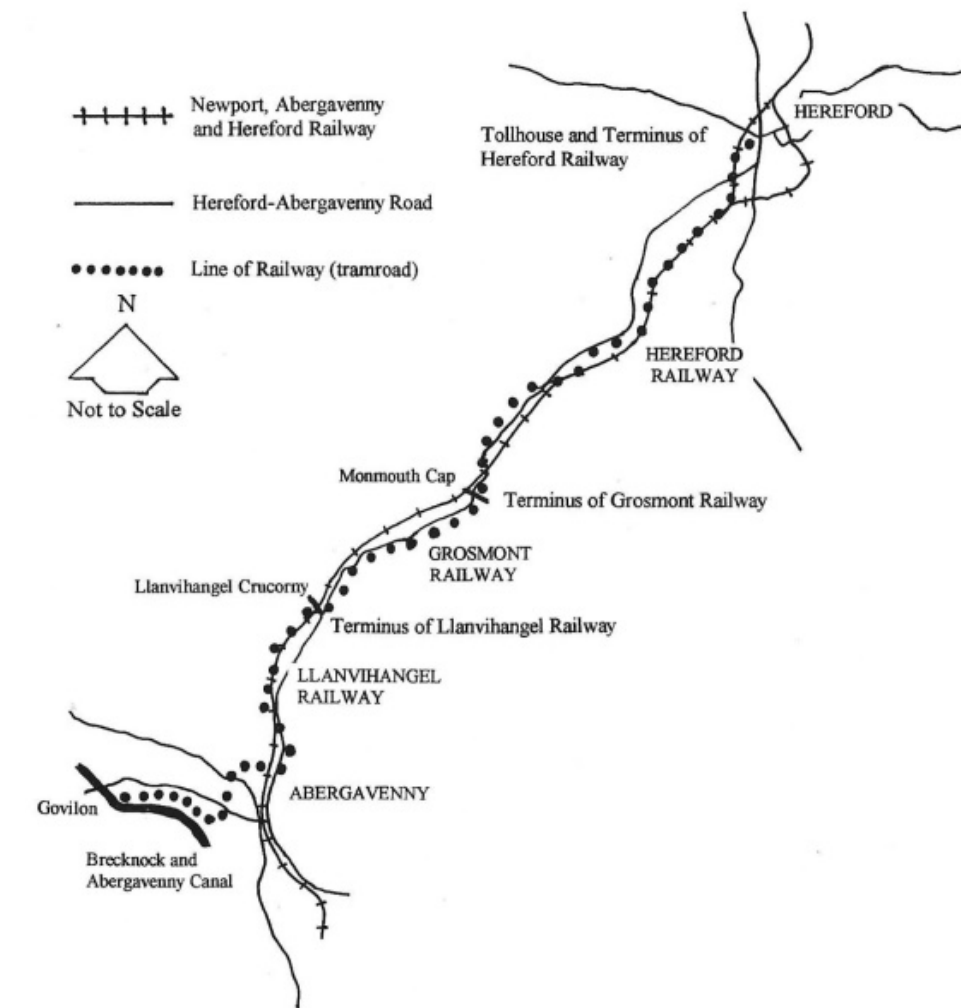 Newport, Abergavenny
and Hereford Railway
Hereford-Abergavenny Road
Line of Railway (tramroad)
N
Not to Scale
HEREFORD
Tollhouse and Terminus of
Hereford Railway
HEREFORD
RAILWAY
Monmouth Cap
Terminus of Grosmont Railway
GROSMONT
RAILWAY
Llanvihangel Crucorny
Terminus of Llanvihangel Railway
LLANVIHANGEL
RAILWAY
ABERGAVENNY
Govilon
Brecknock and
Abergavenny Canal